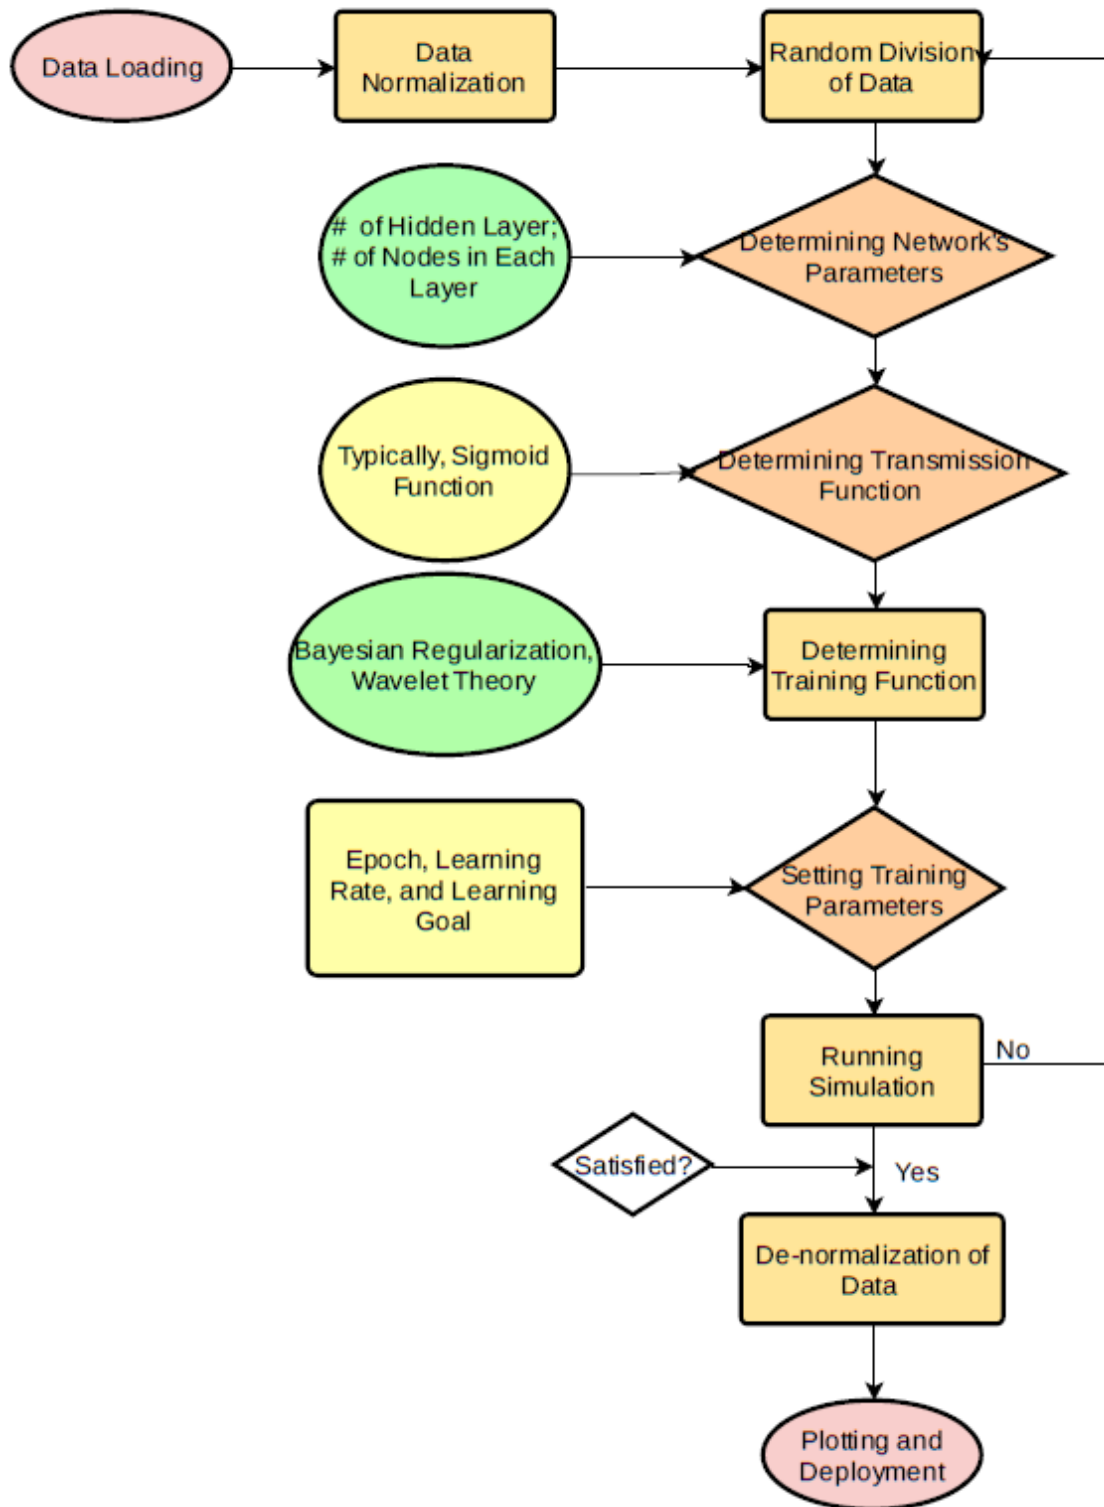 Data Loading
Data
Normalization
Random Division
of Data
# of Hidden Layer;
# of Nodes in Each
Layer
Determining Network's
Parameters
Typically, Sigmoid
Function
Determining Transmission
Function
Bayesian Regularization,
Wavelet Theory
Determining
Training Function
Epoch, Learning
Rate, and Learning
Goal
Setting Training
Parameters
Running
Simulation
No
Satisfied?
Yes
De-normalization of
Data
Plotting and
Deployment